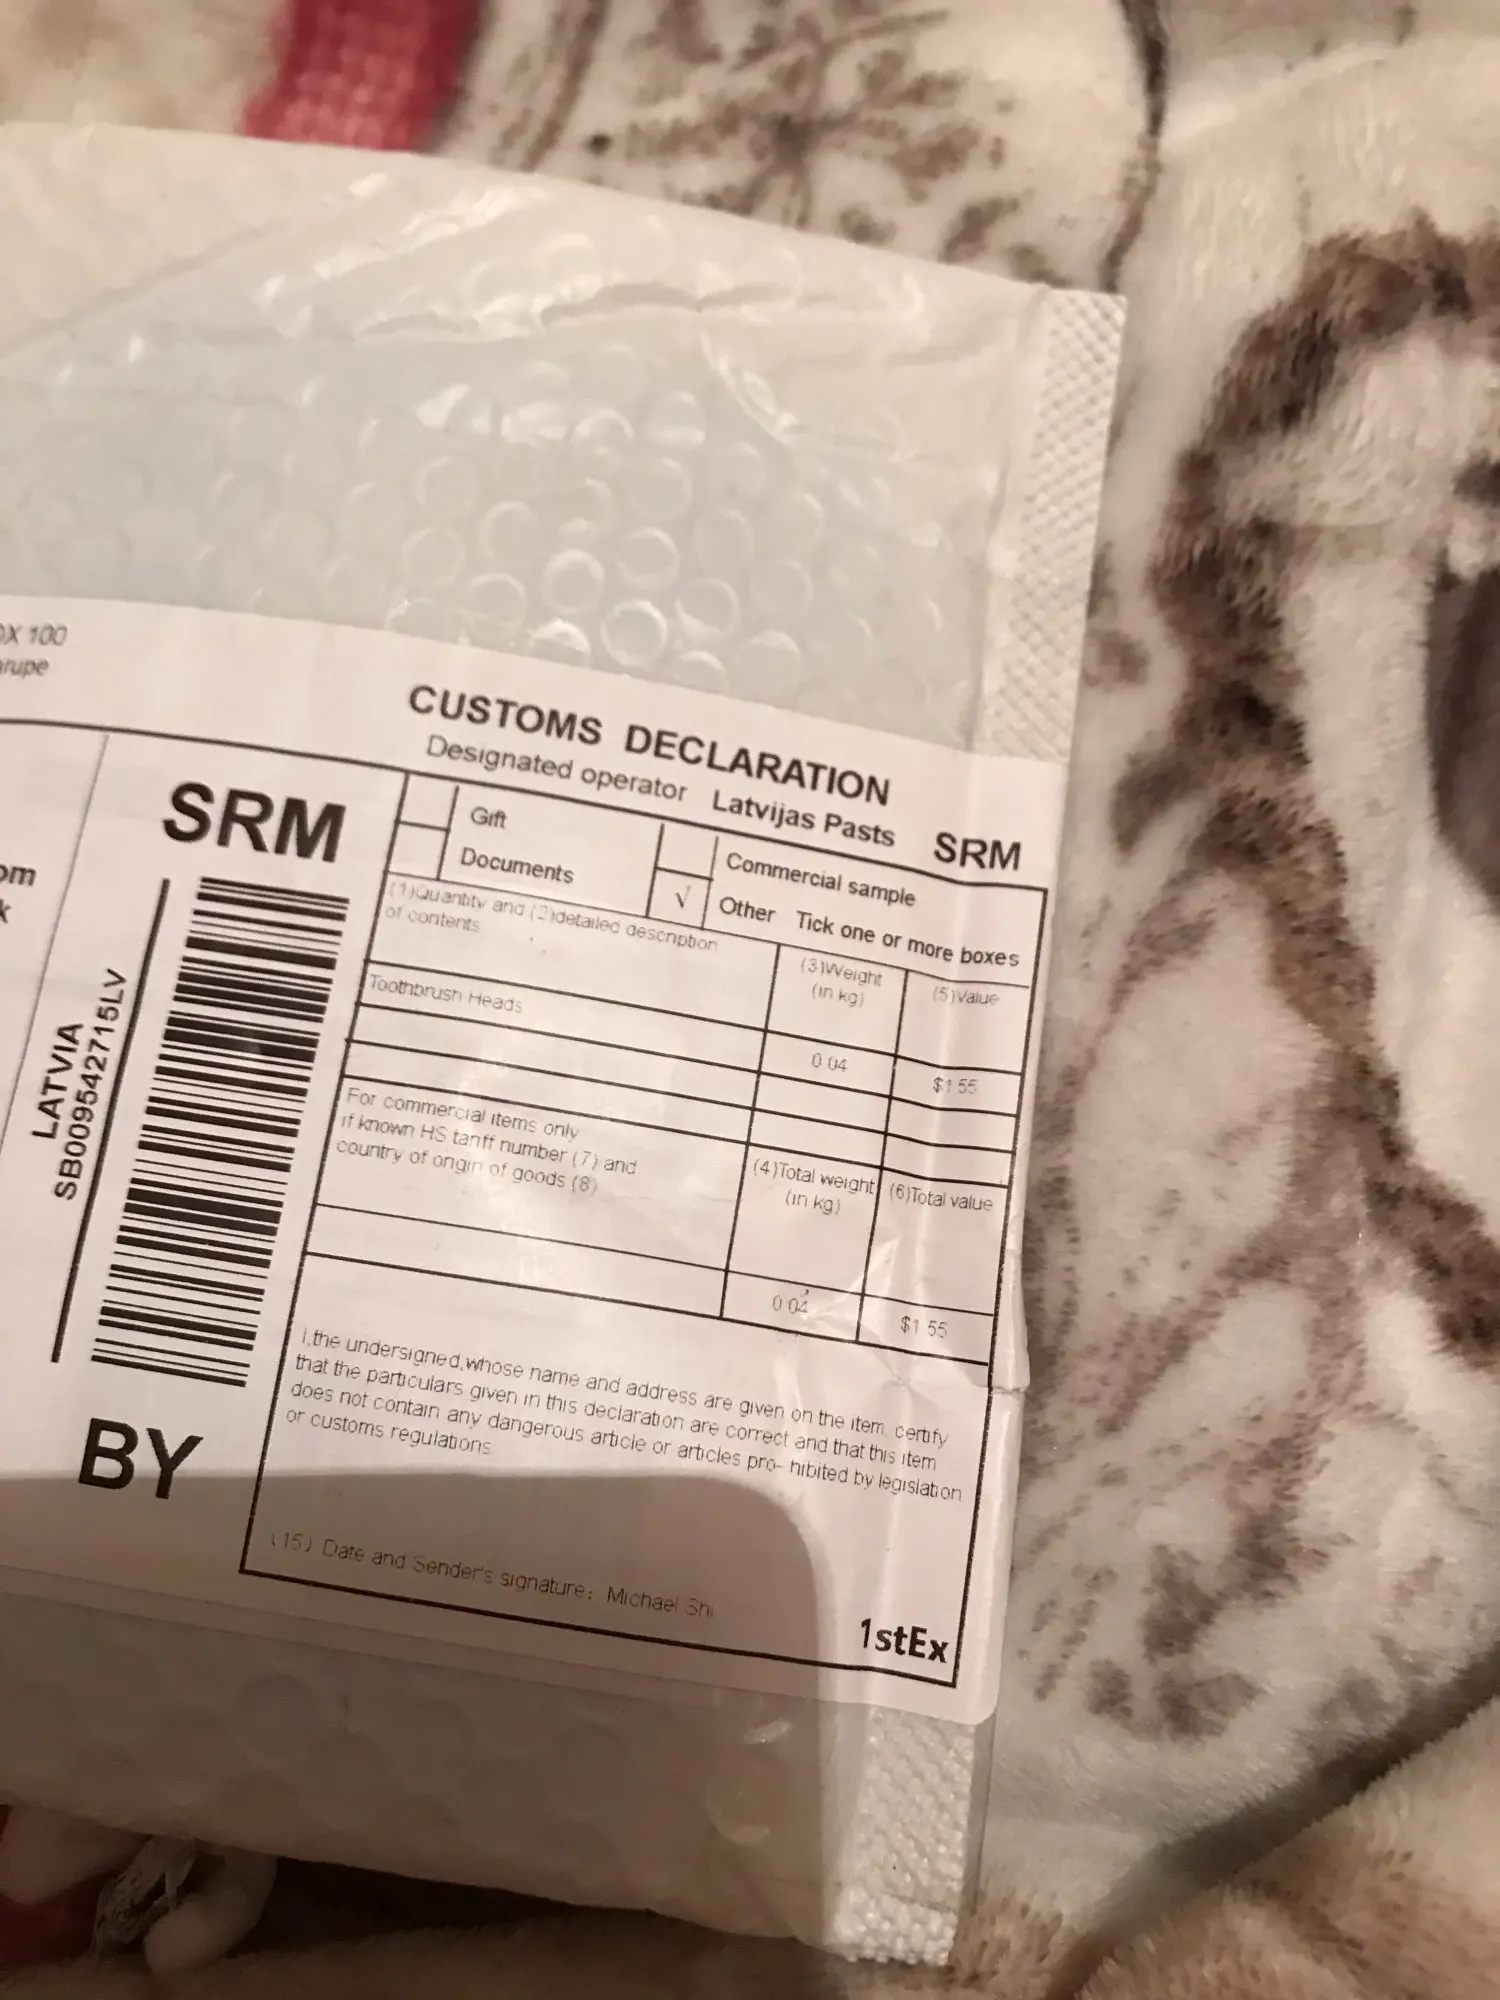 OX 100
arupe
CUSTOMS DECLARATION
Designated operator Latvijas Pasts SRM
SRM
Gift
Commercial sample
Documents
√ Other Tick one or more boxes
(1)Quantity and (2)detailed description
of contents
(3)Weight
(in kg)
(5)Value
Toothbrush Heads
0.04
$1.55
For commercial items only
if known HS tariff number (7) and
country of origin of goods (8)
(4)Total weight
(in kg)
(6)Total value
0.04
$1.55
I,the undersigned,whose name and address are given on the item, certify
that the particulars given in this declaration are correct and that this item
does not contain any dangerous article or articles pro- hibited by legislation
or customs regulations
(15) Date and Sender's signature: Michael Shi
1stEx
LATVIA
SB009542715LV
BY
om
k